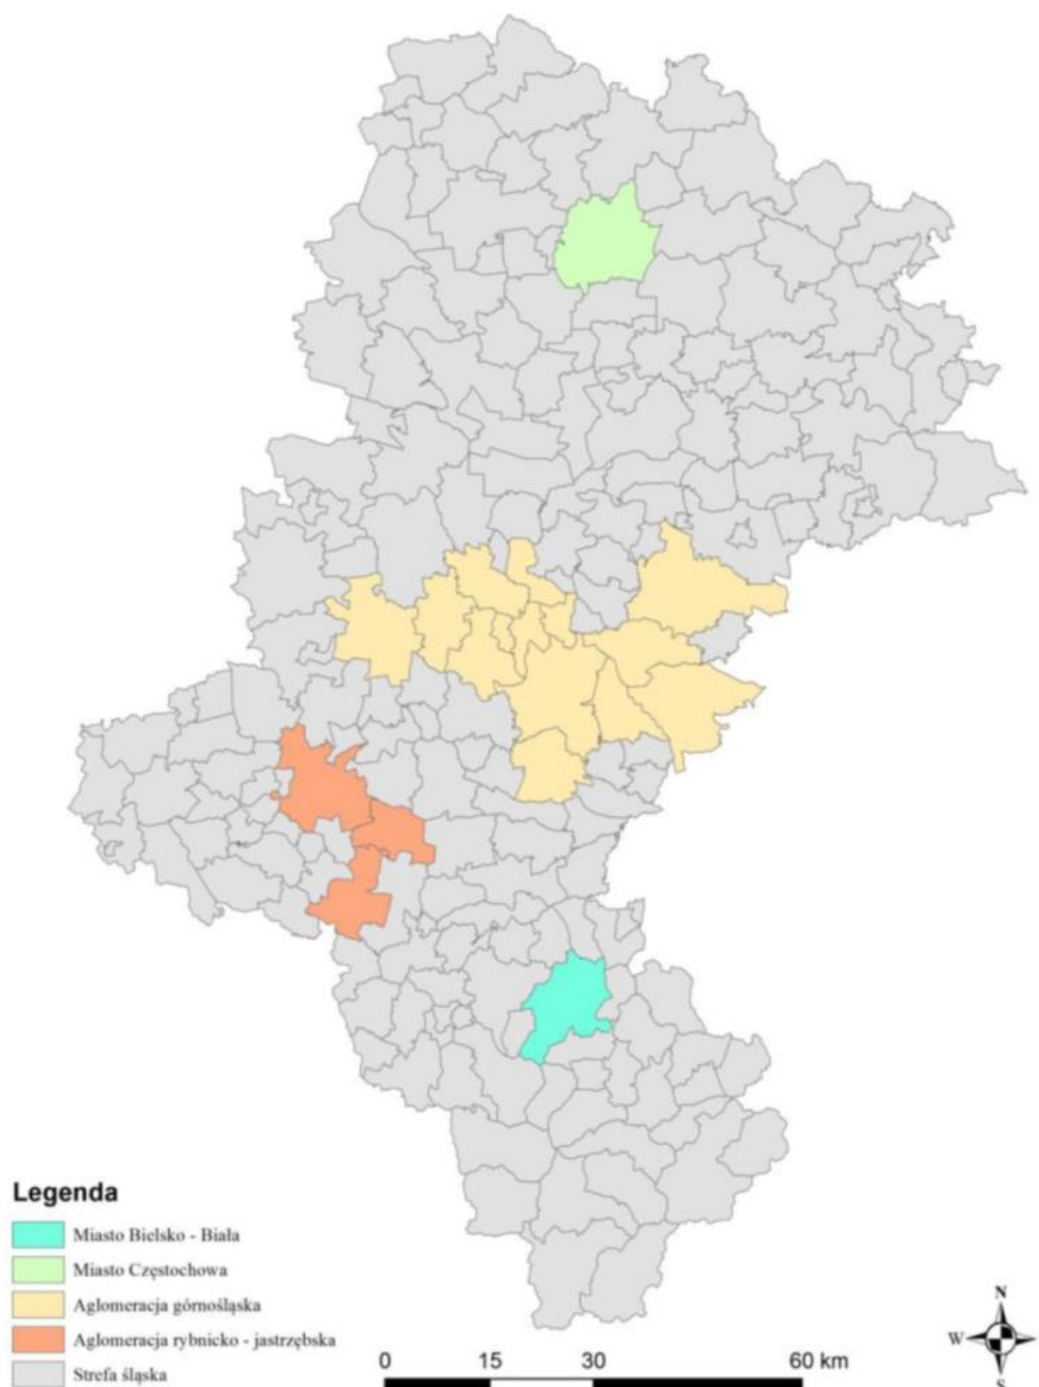 Legenda
Miasto Bielsko - Biała
Miasto Częstochowa
Aglomeracja górnośląska
Aglomeracja rybnicko - jastrzębska
Strefa śląska
0 15 30 60 km
N
W
S